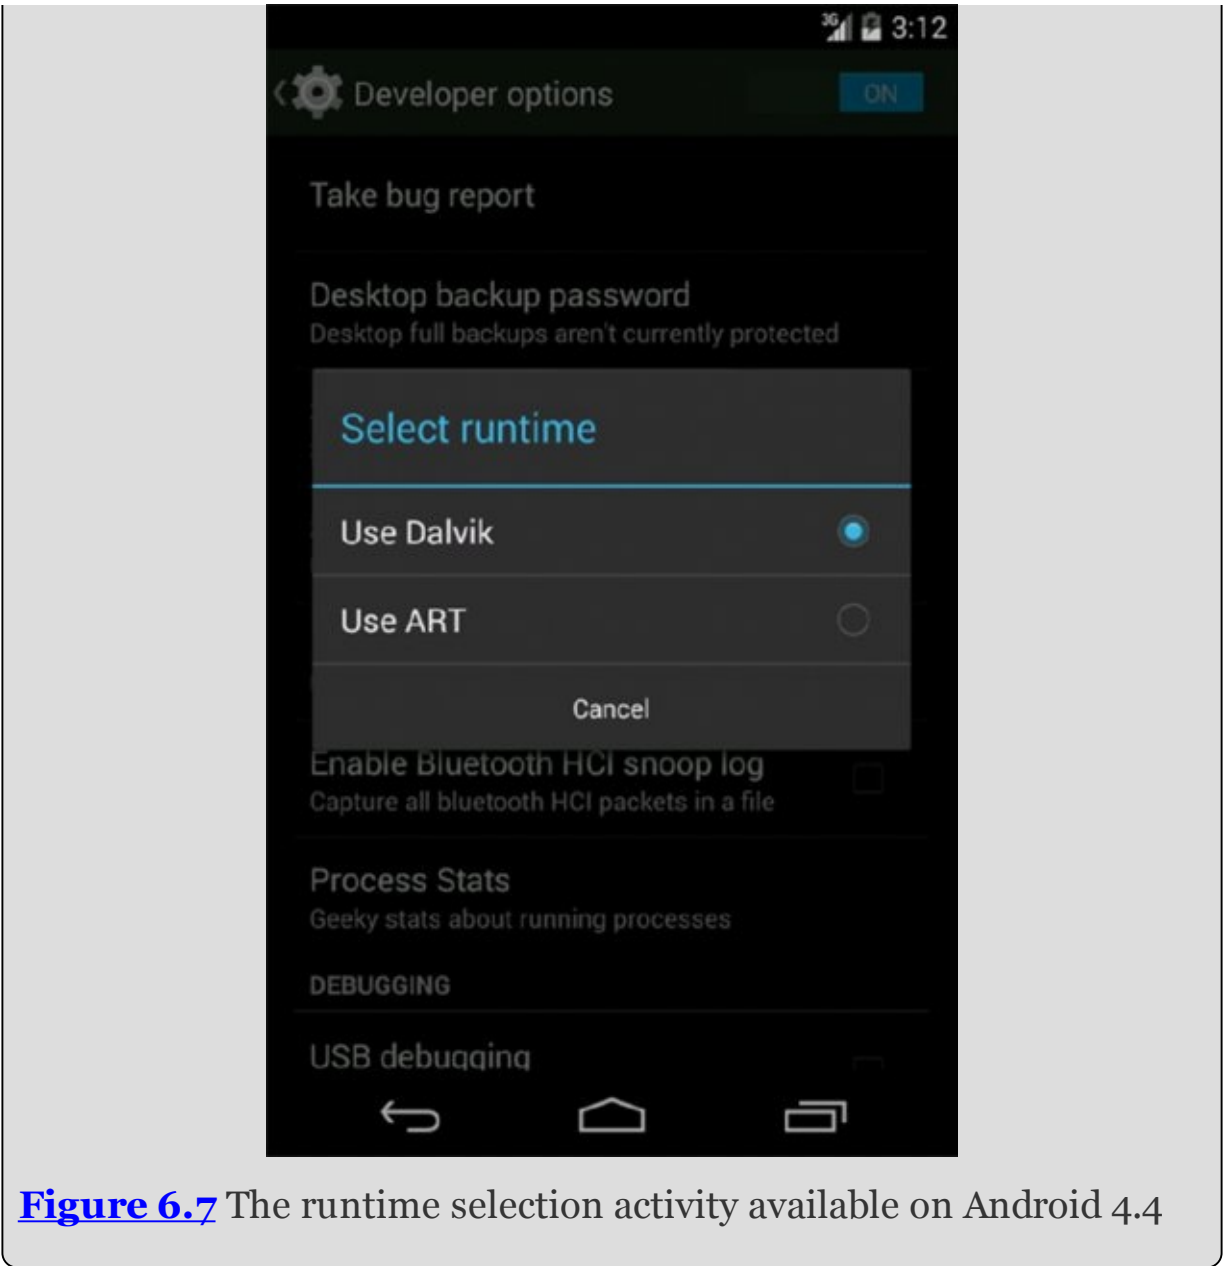 3G 3:12
Developer options ON
Take bug report
Desktop backup password
Desktop full backups aren't currently protected
Select runtime
Use Dalvik
Use ART
Cancel
Enable Bluetooth HCI snoop log
Capture all bluetooth HCI packets in a file
Process Stats
Geeky stats about running processes
DEBUGGING
USB debugging
Figure 6.7 The runtime selection activity available on Android 4.4